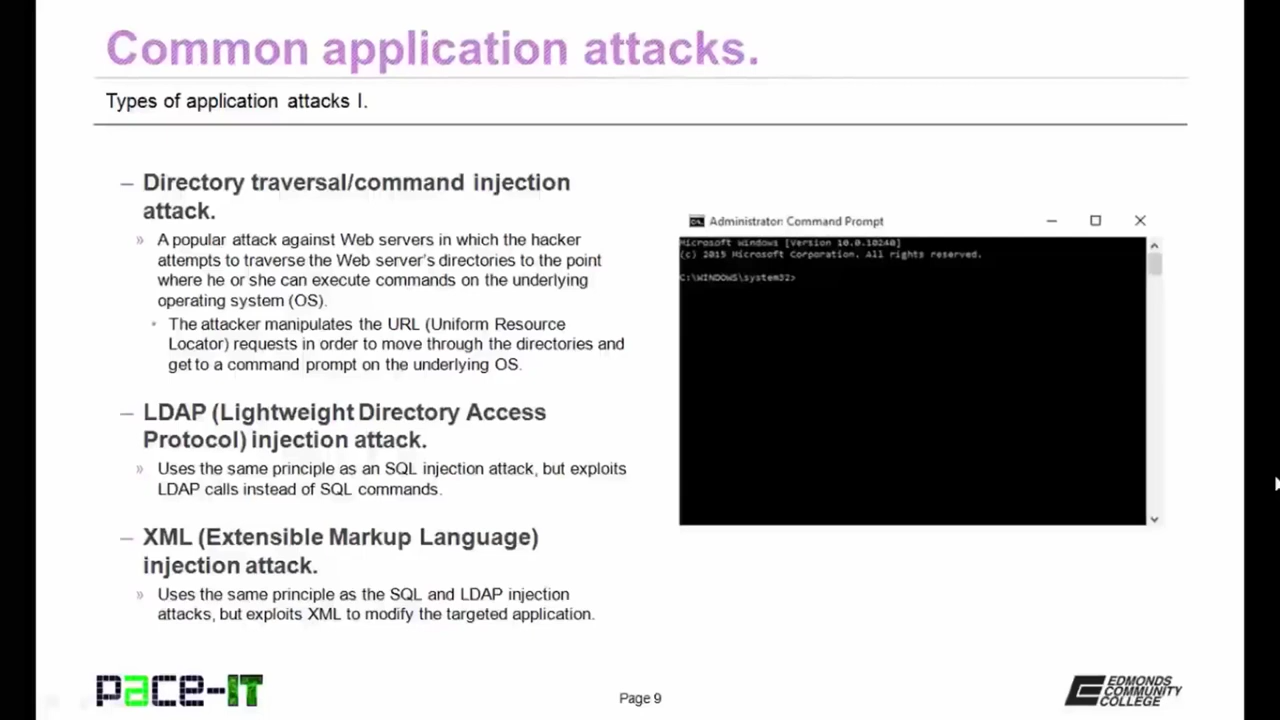 Common application attacks.
Types of application attacks I.
– Directory traversal/command injection
attack.
» A popular attack against Web servers in which the hacker
attempts to traverse the Web server's directories to the point
where he or she can execute commands on the underlying
operating system (OS).
• The attacker manipulates the URL (Uniform Resource
Locator) requests in order to move through the directories and
get to a command prompt on the underlying OS.
– LDAP (Lightweight Directory Access
Protocol) injection attack.
» Uses the same principle as an SQL injection attack, but exploits
LDAP calls instead of SQL commands.
– XML (Extensible Markup Language)
injection attack.
» Uses the same principle as the SQL and LDAP injection
attacks, but exploits XML to modify the targeted application.
Administrator: Command Prompt
Microsoft Windows [Version 10.0.10240]
(c) 2015 Microsoft Corporation. All rights reserved.
C:\WINDOWS\system32>
pace-IT
Page 9
EDMONDS
COMMUNITY
COLLEGE